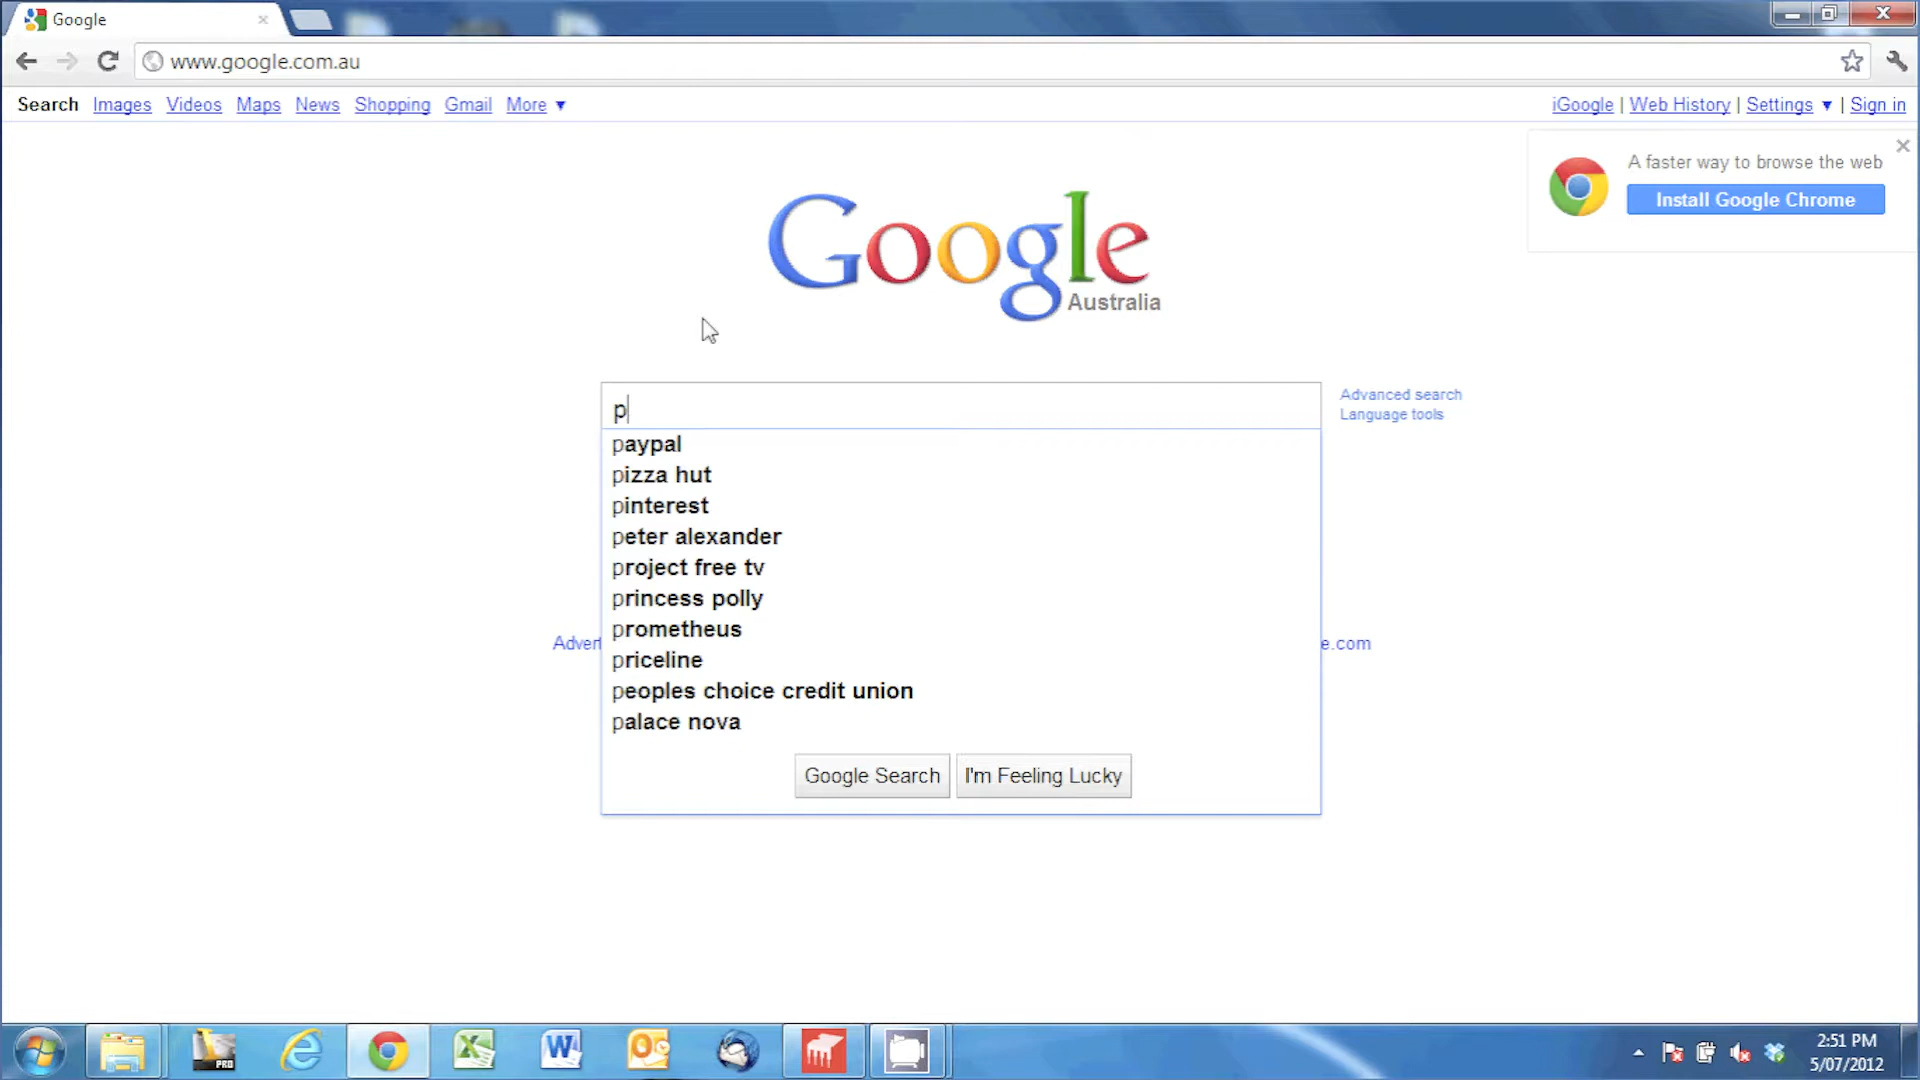 Google
www.google.com.au
Search Images Videos Maps News Shopping Gmail More ▼
iGoogle | Web History | Settings ▼ | Sign in
A faster way to browse the web
Install Google Chrome
Google
Australia
p
Advanced search
Language tools
paypal
pizza hut
pinterest
peter alexander
project free tv
princess polly
prometheus
priceline
peoples choice credit union
palace nova
Advert
e.com
Google Search I'm Feeling Lucky
PRO
2:51 PM
5/07/2012